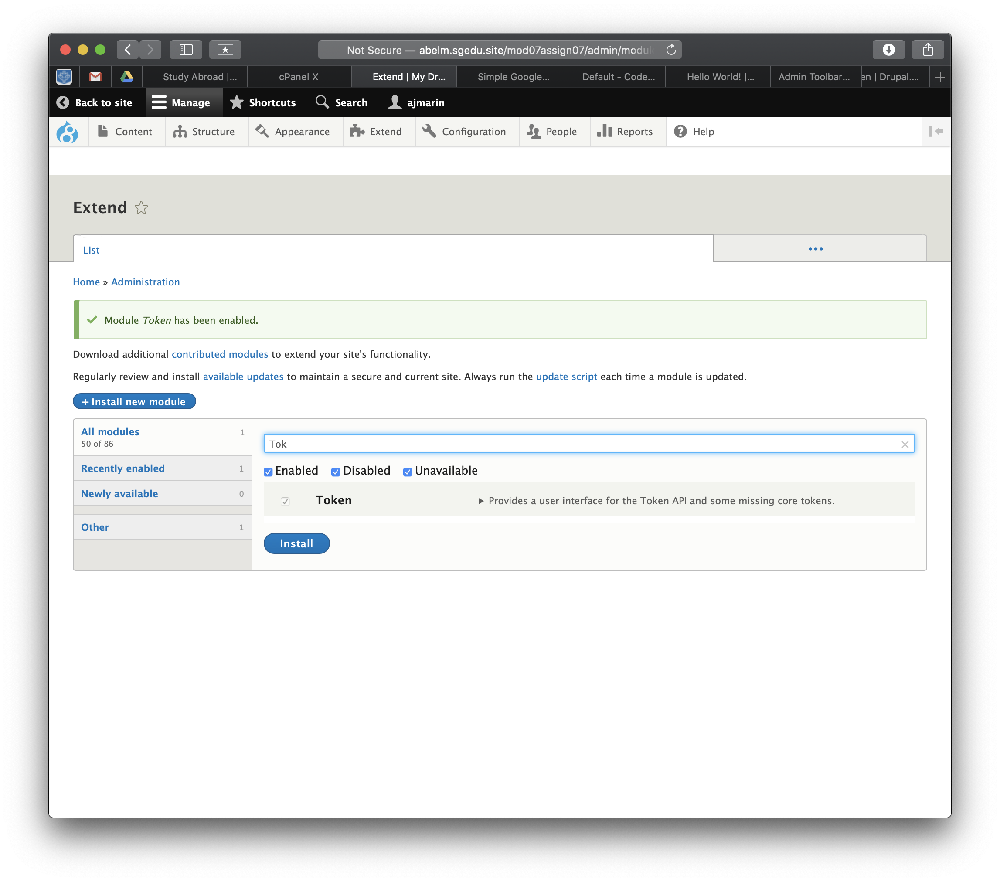 Not Secure — abelm.sgedu.site/mod07assign07/admin/modul
Study Abroad |...
cPanel X
Extend | My Dr...
Simple Google...
Default - Code...
Hello World! |...
Admin Toolbar...
en | Drupal....
Back to site
Manage
Shortcuts
Search
ajmarin
Content
Structure
Appearance
Extend
Configuration
People
Reports
Help
Extend
List
Home » Administration
Module Token has been enabled.
Download additional contributed modules to extend your site's functionality.
Regularly review and install available updates to maintain a secure and current site. Always run the update script each time a module is updated.
+ Install new module
All modules 1
50 of 86
Recently enabled 1
Newly available 0
Other 1
Tok
Enabled Disabled Unavailable
Token
Provides a user interface for the Token API and some missing core tokens.
Install